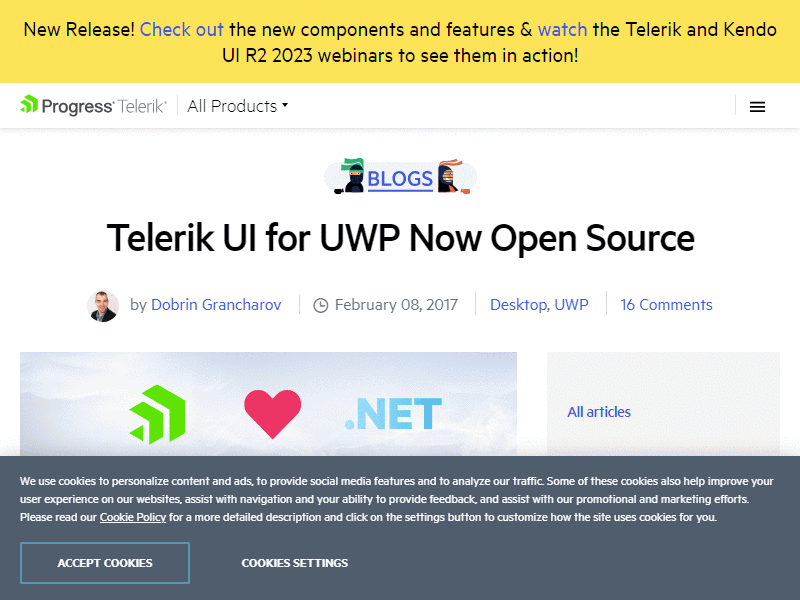 New Release! Check out the new components and features & watch the Telerik and Kendo
UI R2 2023 webinars to see them in action!
Progress Telerik All Products
BLOGS
Telerik UI for UWP Now Open Source
by Dobrin Grancharov February 08, 2017 Desktop, UWP 16 Comments
.NET
All articles
We use cookies to personalize content and ads, to provide social media features and to analyze our traffic. Some of these cookies also help improve your
user experience on our websites, assist with navigation and your ability to provide feedback, and assist with our promotional and marketing efforts.
Please read our Cookie Policy for a more detailed description and click on the settings button to customize how the site uses cookies for you.
ACCEPT COOKIES COOKIES SETTINGS